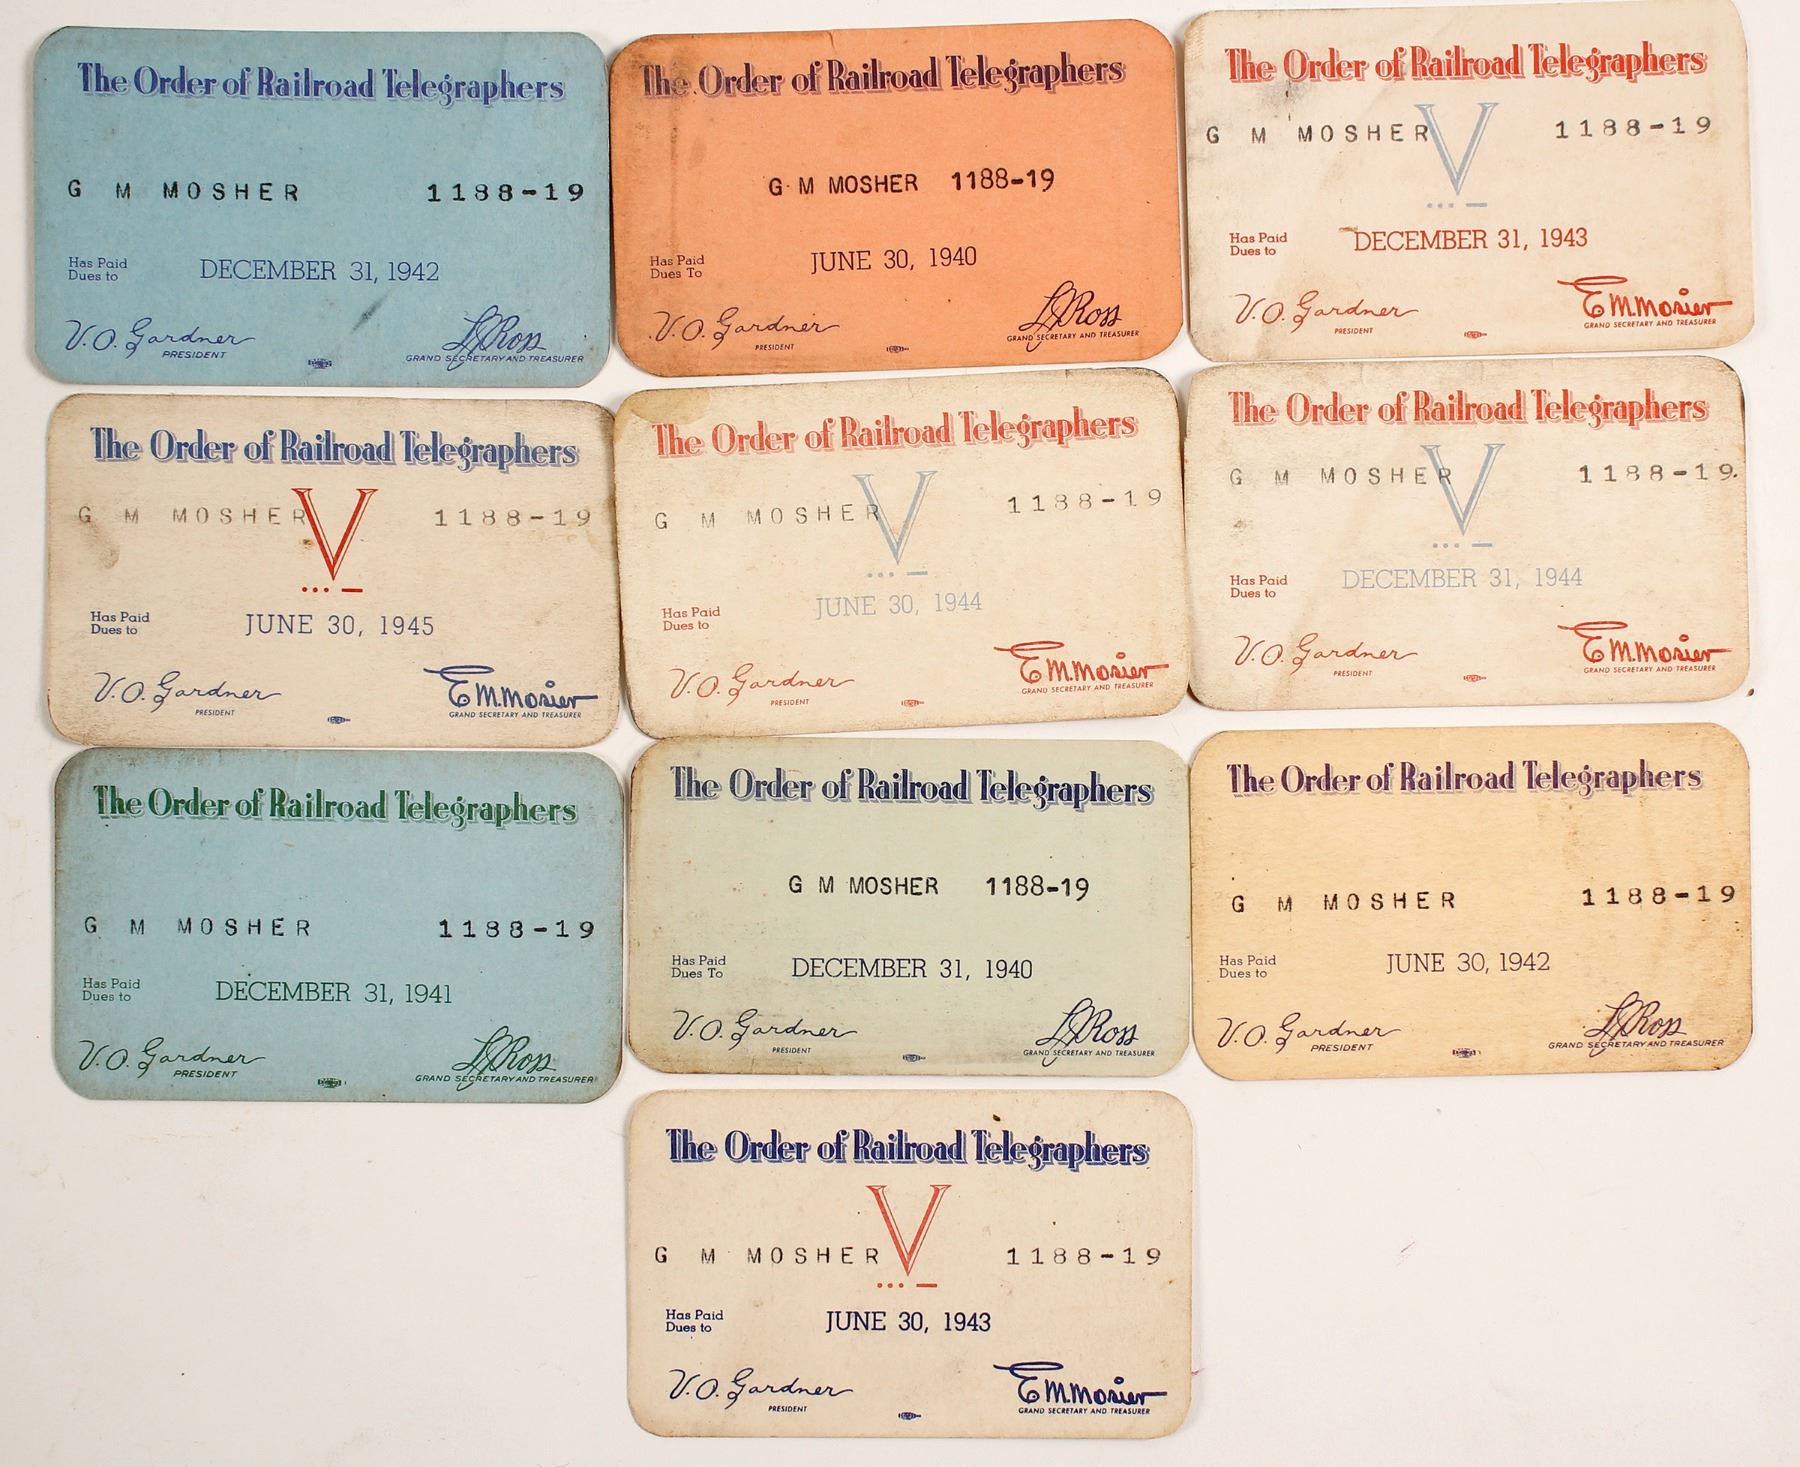 The Order of Railroad Telegraphers
G M MOSHER 1188-19
Has Paid
Dues to DECEMBER 31, 1942
V. O. Gardner
PRESIDENT
L J Ross
GRAND SECRETARY AND TREASURER
The Order of Railroad Telegraphers
G M MOSHER 1188-19
Has Paid
Dues To JUNE 30, 1940
V. O. Gardner
PRESIDENT
L J Ross
GRAND SECRETARY AND TREASURER
The Order of Railroad Telegraphers
V
G M MOSHER 1188-19
Has Paid
Dues to DECEMBER 31, 1943
V. O. Gardner
PRESIDENT
E.M.Mosier
GRAND SECRETARY AND TREASURER
The Order of Railroad Telegraphers
V
G M MOSHER 1188-19
Has Paid
Dues to JUNE 30, 1945
V. O. Gardner
PRESIDENT
E.M.Mosier
GRAND SECRETARY AND TREASURER
The Order of Railroad Telegraphers
V
G M MOSHER 1188-19
Has Paid
Dues to JUNE 30, 1944
V. O. Gardner
PRESIDENT
E.M.Mosier
GRAND SECRETARY AND TREASURER
The Order of Railroad Telegraphers
V
G M MOSHER 1188-19.
Has Paid
Dues to DECEMBER 31, 1944
V. O. Gardner
PRESIDENT
E.M.Mosier
GRAND SECRETARY AND TREASURER
The Order of Railroad Telegraphers
G M MOSHER 1188-19
Has Paid
Dues to DECEMBER 31, 1941
V. O. Gardner
PRESIDENT
L J Ross
GRAND SECRETARY AND TREASURER
The Order of Railroad Telegraphers
G M MOSHER 1188-19
Has Paid
Dues To DECEMBER 31, 1940
V. O. Gardner
PRESIDENT
L J Ross
GRAND SECRETARY AND TREASURER
The Order of Railroad Telegraphers
G M MOSHER 1188-19
Has Paid
Dues to JUNE 30, 1942
V. O. Gardner
PRESIDENT
L J Ross
GRAND SECRETARY AND TREASURER
The Order of Railroad Telegraphers
V
G M MOSHER 1188-19
Has Paid
Dues to JUNE 30, 1943
V. O. Gardner
PRESIDENT
E.M.Mosier
GRAND SECRETARY AND TREASURER